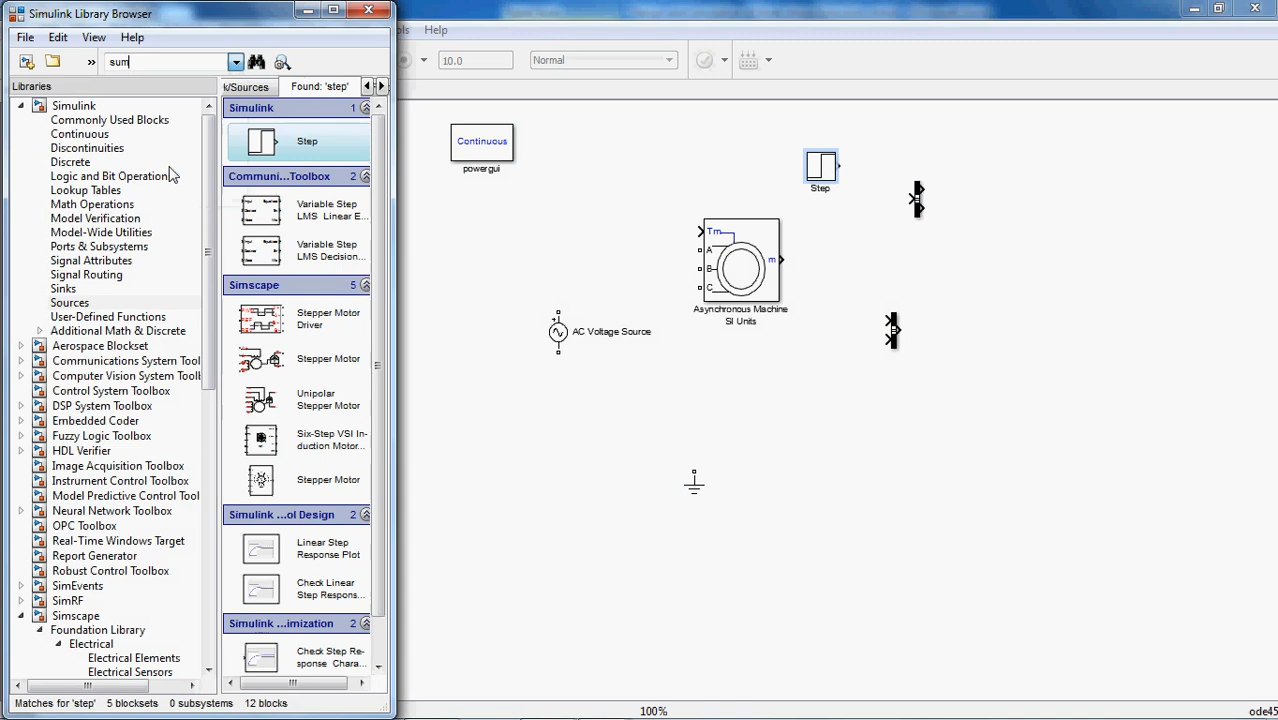 Simulink Library Browser
File Edit View Help
» sum
Libraries
k/Sources Found: 'step'
Simulink
Commonly Used Blocks
Continuous
Discontinuities
Discrete
Logic and Bit Operation
Lookup Tables
Math Operations
Model Verification
Model-Wide Utilities
Ports & Subsystems
Signal Attributes
Signal Routing
Sinks
Sources
User-Defined Functions
Additional Math & Discrete
Aerospace Blockset
Communications System Tool
Computer Vision System Toolb
Control System Toolbox
DSP System Toolbox
Embedded Coder
Fuzzy Logic Toolbox
HDL Verifier
Image Acquisition Toolbox
Instrument Control Toolbox
Model Predictive Control Tool
Neural Network Toolbox
OPC Toolbox
Real-Time Windows Target
Report Generator
Robust Control Toolbox
SimEvents
SimRF
Simscape
Foundation Library
Electrical
Electrical Elements
Electrical Sensors
Simulink 1
Step
Communi...Toolbox 2
Variable Step
LMS Linear E...
Variable Step
LMS Decision...
Simscape 5
Stepper Motor
Driver
Stepper Motor
Unipolar
Stepper Motor
Six-Step VSI In-
duction Motor...
Stepper Motor
Simulink ...ol Design 2
Linear Step
Response Plot
Check Linear
Step Respons...
Simulink ...imization 2
Check Step Re-
sponse Chara...
Matches for 'step' 5 blocksets 0 subsystems 12 blocks
ols Help
10.0 Normal
Continuous
powergui
Step
Tm
A
B
C
m
Asynchronous Machine
SI Units
AC Voltage Source
100% ode45